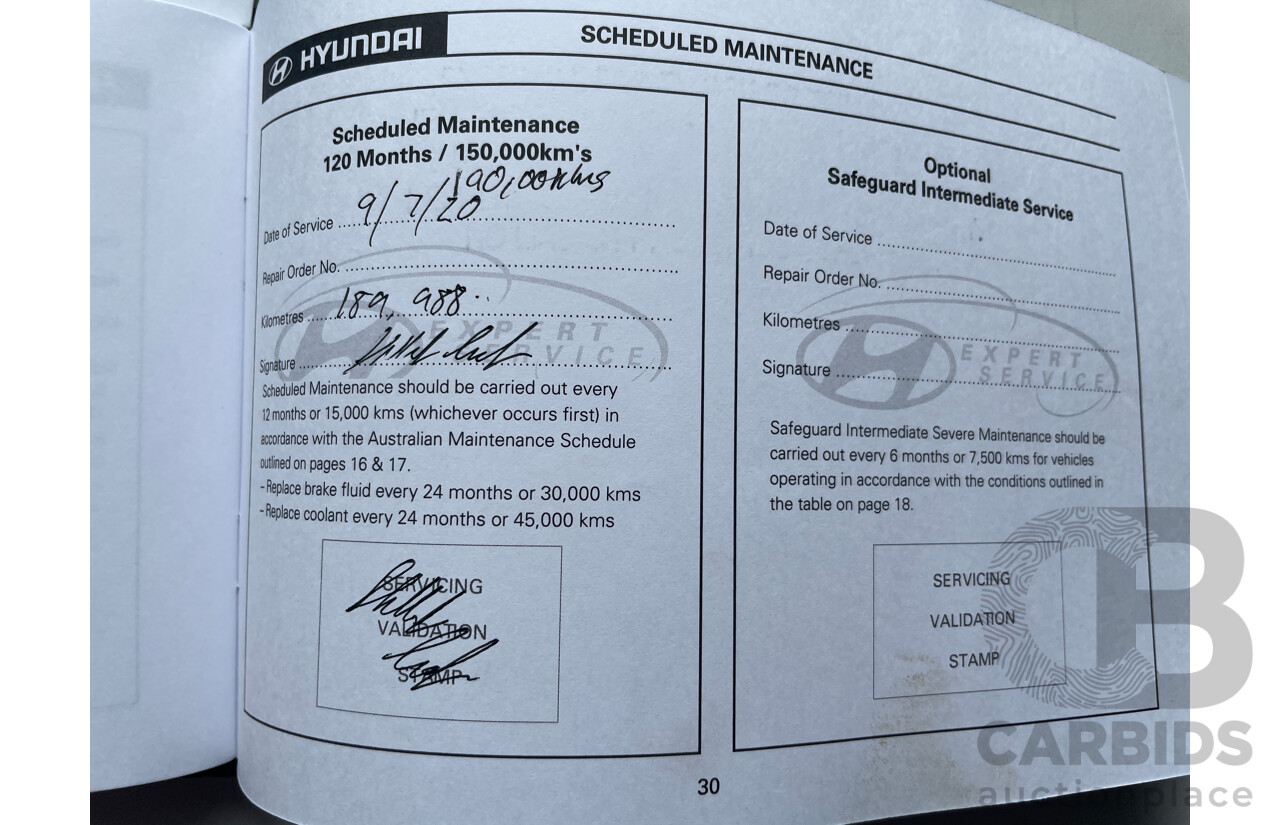 HYUNDAI
SCHEDULED MAINTENANCE
Scheduled Maintenance
120 Months / 150,000km's
190,000kms
Date of Service 9/7/20
Repair Order No.
Kilometres 189,988
Signature
Scheduled Maintenance should be carried out every
12 months or 15,000 kms (whichever occurs first) in
accordance with the Australian Maintenance Schedule
outlined on pages 16 & 17.
- Replace brake fluid every 24 months or 30,000 kms
- Replace coolant every 24 months or 45,000 kms
EXPERT
SERVICE
SERVICING
VALIDATION
STAMP
Optional
Safeguard Intermediate Service
Date of Service
Repair Order No.
Kilometres
Signature
EXPERT
SERVICE
Safeguard Intermediate Severe Maintenance should be
carried out every 6 months or 7,500 kms for vehicles
operating in accordance with the conditions outlined in
the table on page 18.
SERVICING
VALIDATION
STAMP
30
CARBIDS
auctionplace